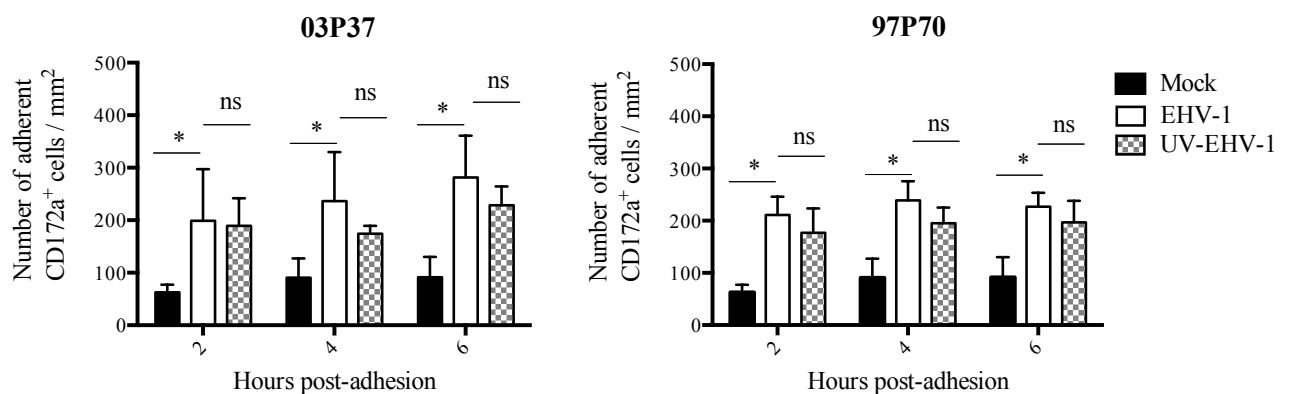 03P37
Number of adherent
CD172a⁺ cells / mm²
500
400
300
200
100
0
*
ns
*
ns
*
ns
2
4
6
Hours post-adhesion
97P70
Number of adherent
CD172a⁺ cells / mm²
500
400
300
200
100
0
*
ns
*
ns
*
ns
2
4
6
Hours post-adhesion
Mock
EHV-1
UV-EHV-1